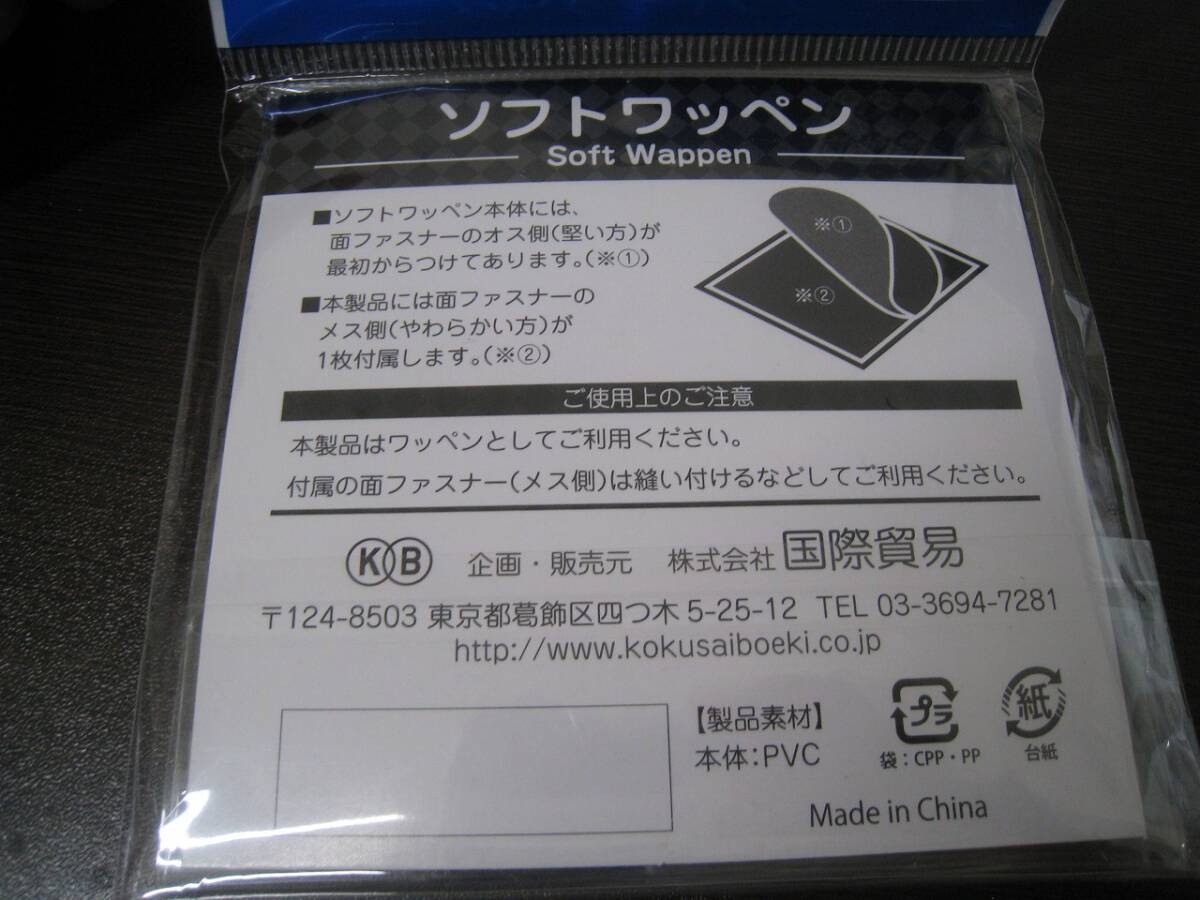 ソフトワッペン
Soft Wappen
■ソフトワッペン本体には、
面ファスナーのオス側(堅い方)が
最初からつけてあります。(※①)
■本製品には面ファスナーの
メス側(やわらかい方)が
1枚付属します。(※②)
※①
※②
ご使用上のご注意
本製品はワッペンとしてご利用ください。
付属の面ファスナー(メス側)は縫い付けるなどしてご利用ください。
KB 企画・販売元 株式会社 国際貿易
〒124-8503 東京都葛飾区四つ木 5-25-12 TEL 03-3694-7281
http://www.kokusaiboeki.co.jp
【製品素材】
本体:PVC
プラ
袋:CPP・PP
紙
台紙
Made in China